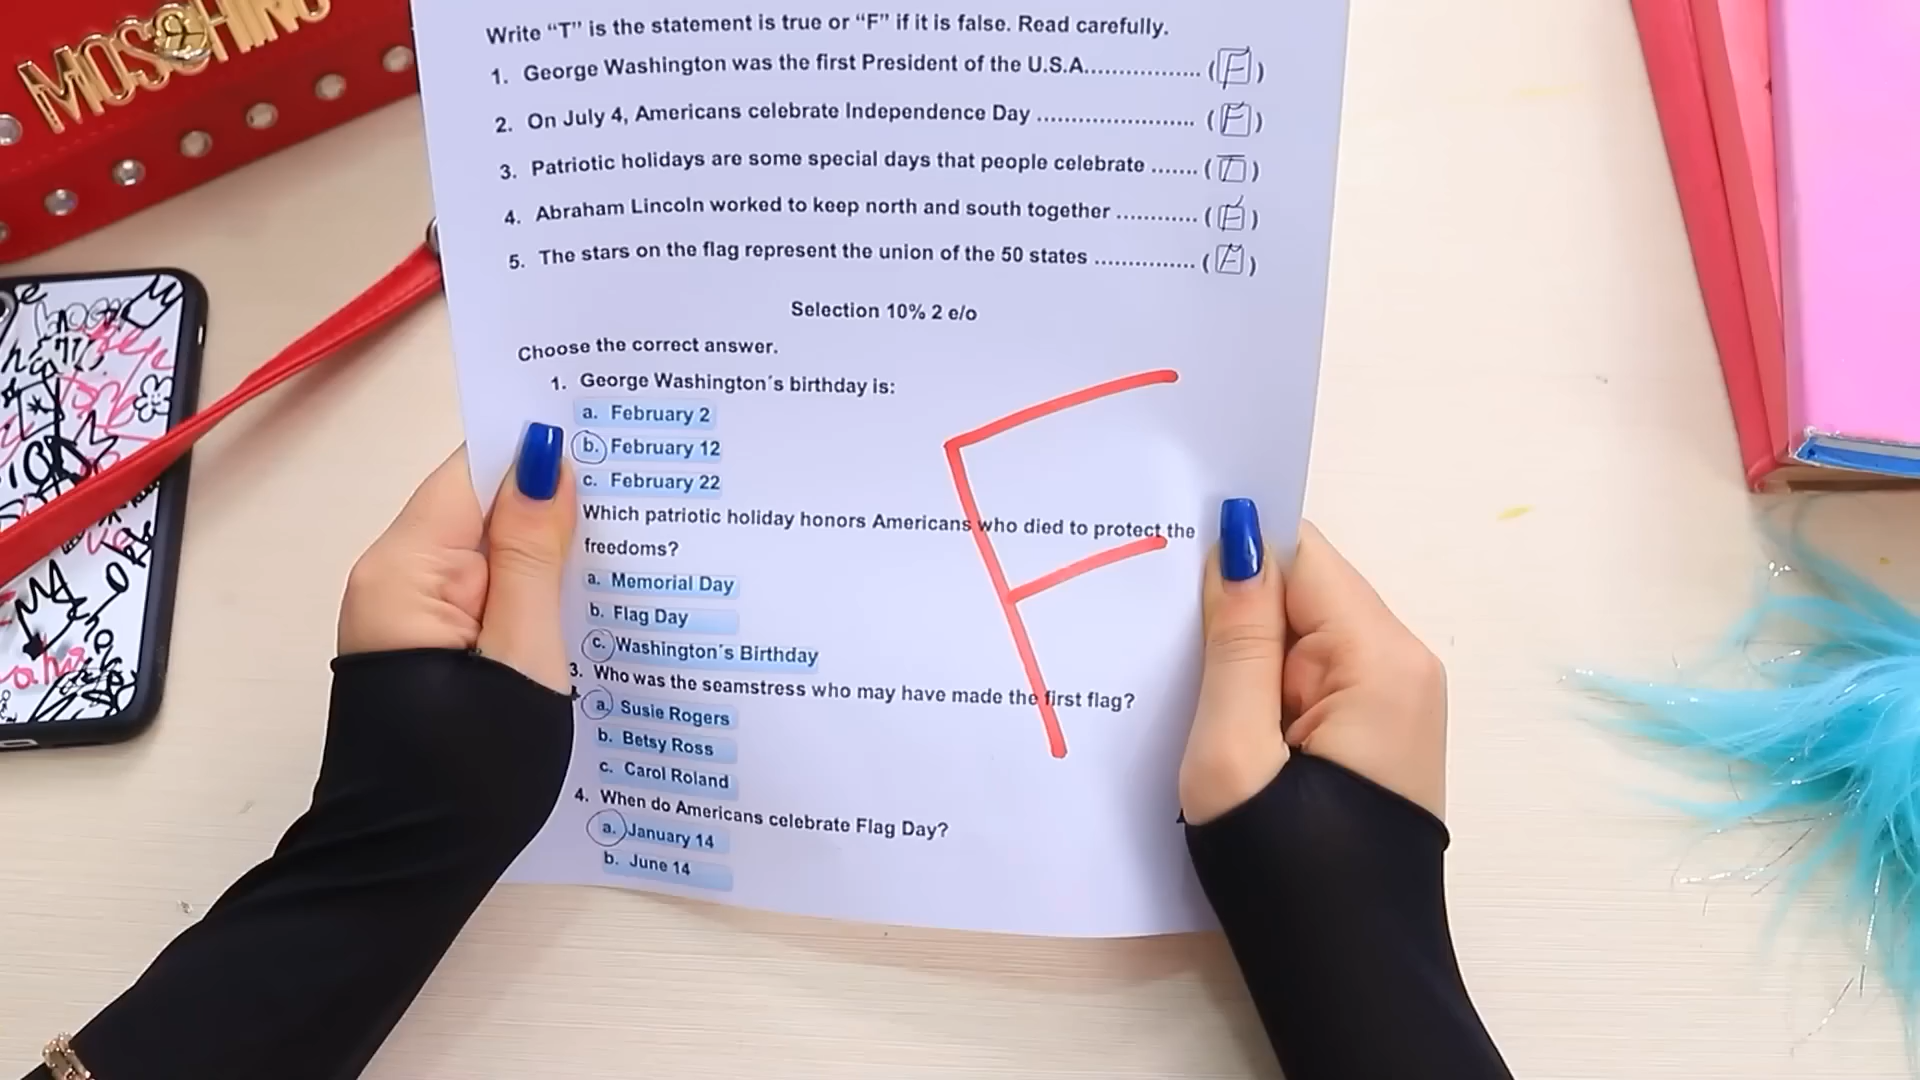 MOSCHINO
Write “T” is the statement is true or “F” if it is false. Read carefully.
1. George Washington was the first President of the U.S.A.................. (F)
2. On July 4, Americans celebrate Independence Day ....................... (F)
3. Patriotic holidays are some special days that people celebrate ....... (T)
4. Abraham Lincoln worked to keep north and south together ............ (F)
5. The stars on the flag represent the union of the 50 states ............... (F)
Selection 10% 2 e/o
Choose the correct answer.
1. George Washington´s birthday is:
a. February 2
b. February 12
c. February 22
Which patriotic holiday honors Americans who died to protect the
freedoms?
a. Memorial Day
b. Flag Day
c. Washington´s Birthday
3. Who was the seamstress who may have made the first flag?
a. Susie Rogers
b. Betsy Ross
c. Carol Roland
4. When do Americans celebrate Flag Day?
a. January 14
b. June 14
F